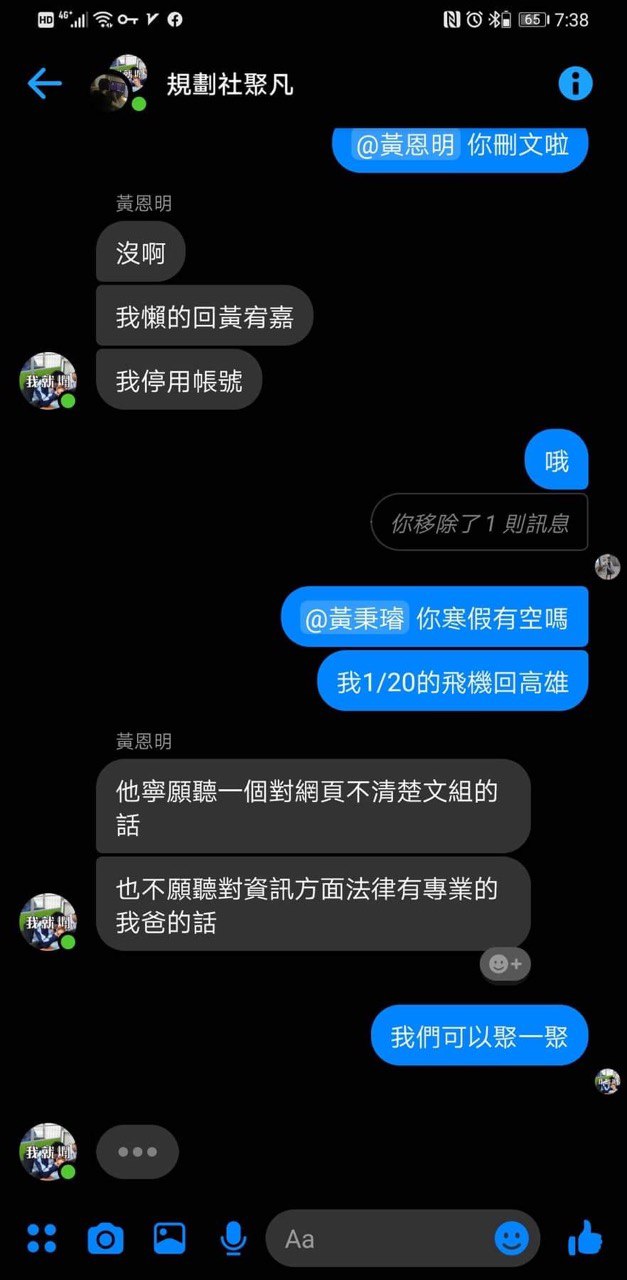 HD 4G+ 65 7:38
規劃社聚凡
@黃恩明 你刪文啦
黃恩明
沒啊
我懶的回黃宥嘉
我停用帳號
我就爛
哦
你移除了 1 則訊息
@黃秉璿 你寒假有空嗎
我1/20的飛機回高雄
黃恩明
他寧願聽一個對網頁不清楚文組的
話
也不願聽對資訊方面法律有專業的
我爸的話
我就爛
我們可以聚一聚
我就爛
Aa